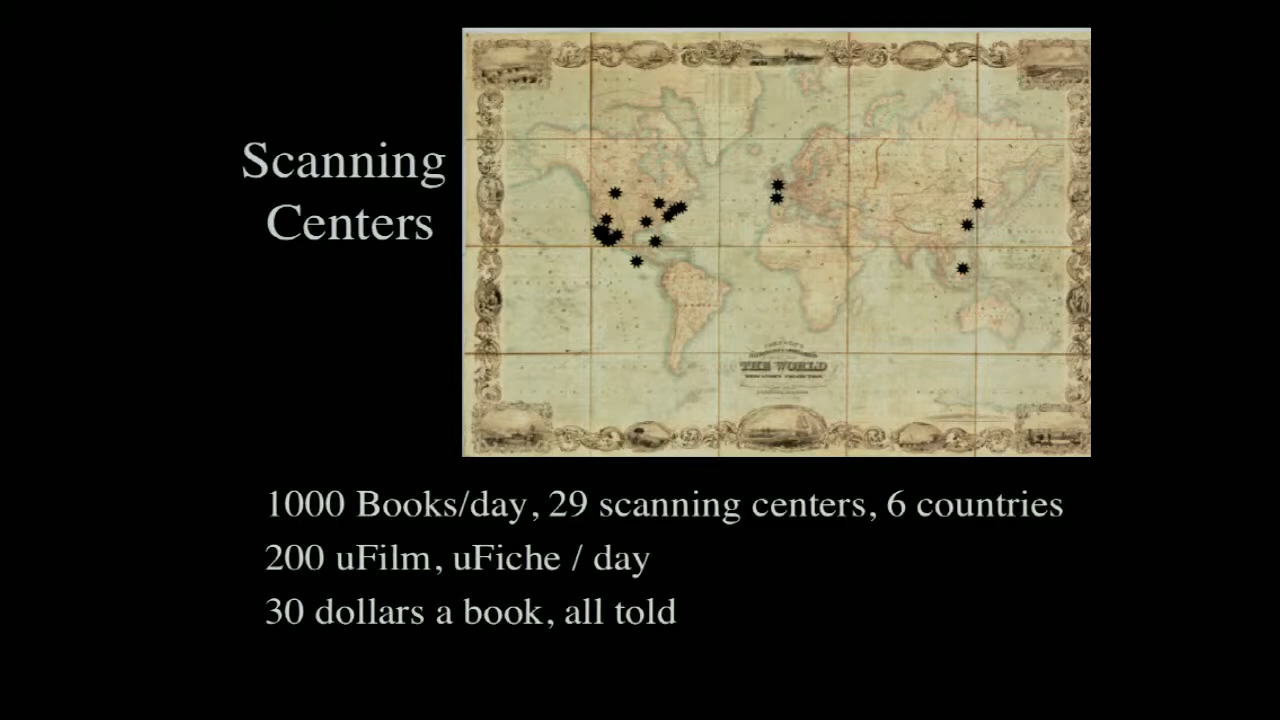 Scanning
Centers
THE WORLD
1000 Books/day, 29 scanning centers, 6 countries
200 uFilm, uFiche / day
30 dollars a book, all told